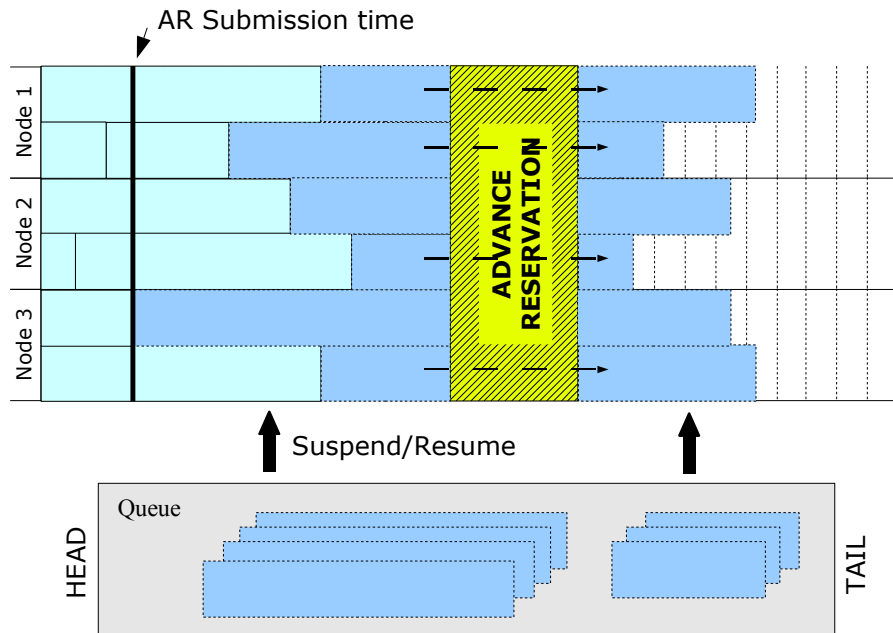 AR Submission time
Node 1
Node 2
Node 3
ADVANCE
RESERVATION
Suspend/Resume
Queue
HEAD
TAIL